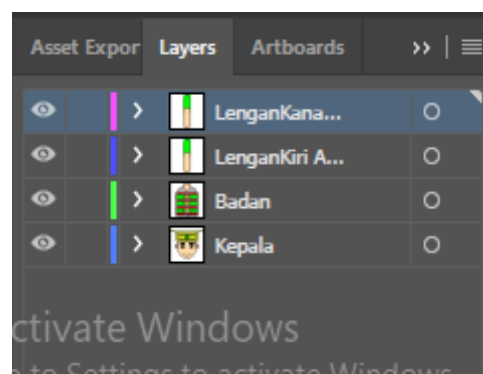 Asset Expor Layers Artboards
LenganKana...
LenganKiri A...
Badan
Kepala
ctivate Windows
to Settings to activate Windows